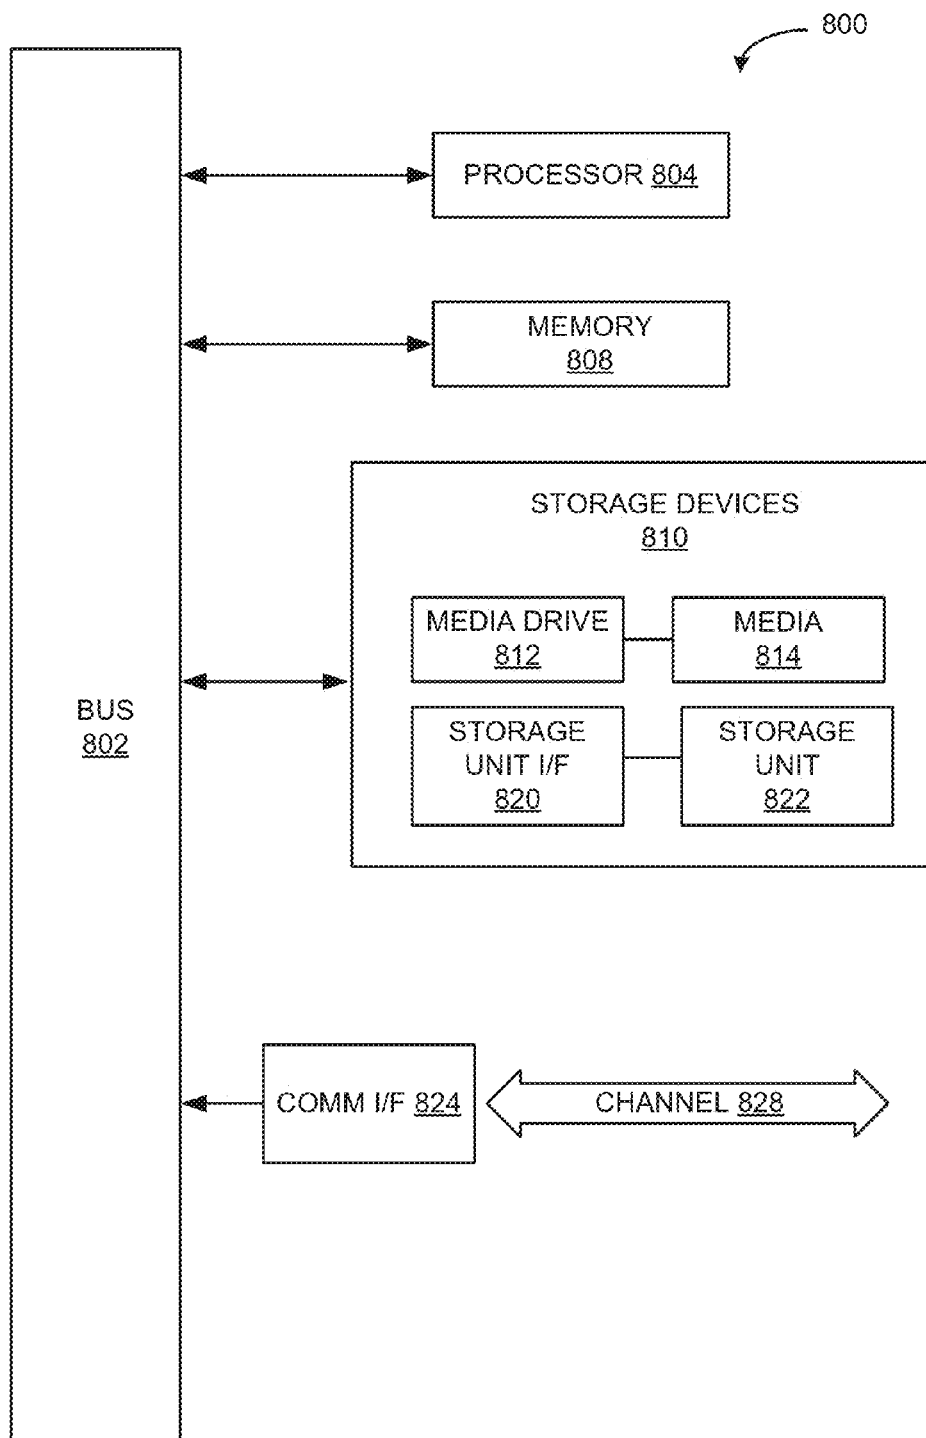 800
PROCESSOR 804
MEMORY
808
STORAGE DEVICES
810
MEDIA DRIVE
812
MEDIA
814
BUS
802
STORAGE
UNIT I/F
820
STORAGE
UNIT
822
COMM I/F 824
CHANNEL 828